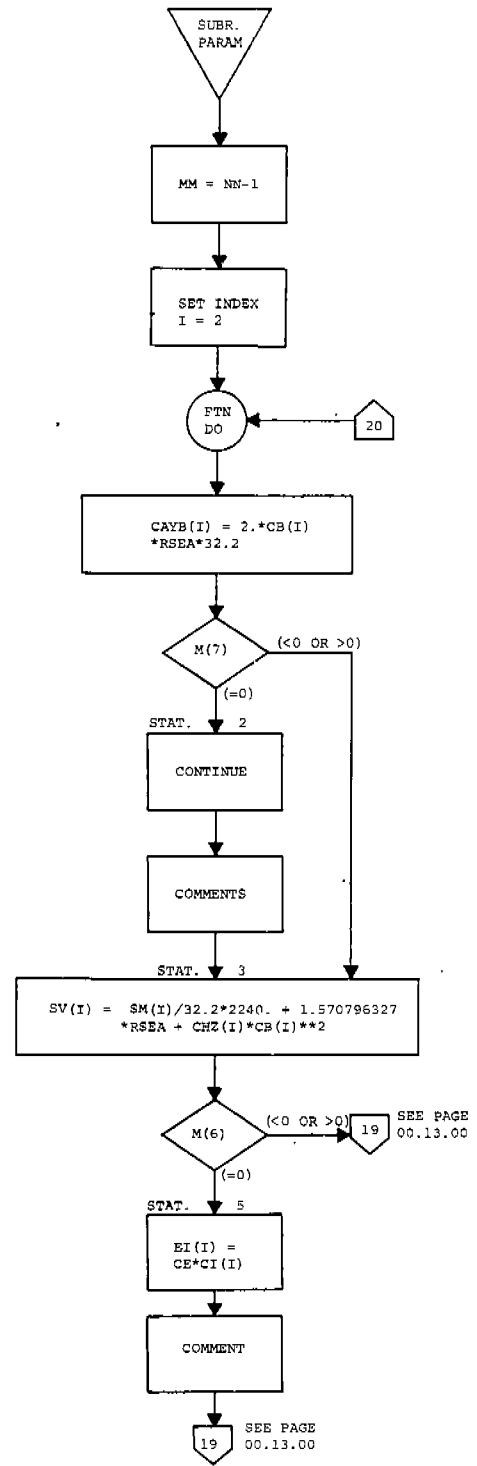 SUBR.
PARAM
MM = NN-1
SET INDEX
I = 2
FTN
DO
20
CAYB(I) = 2.*CB(I)
*RSEA*32.2
M(7)
(<0 OR >0)
(=0)
STAT. 2
CONTINUE
COMMENTS
STAT. 3
SV(I) = SM(I)/32.2*2240. + 1.570796327
*RSEA + CHZ(I)*CB(I)**2
M(6)
(<0 OR >0)
19
SEE PAGE
00.13.00
(=0)
STAT. 5
EI(I) =
CE*CI(I)
COMMENT
19
SEE PAGE
00.13.00